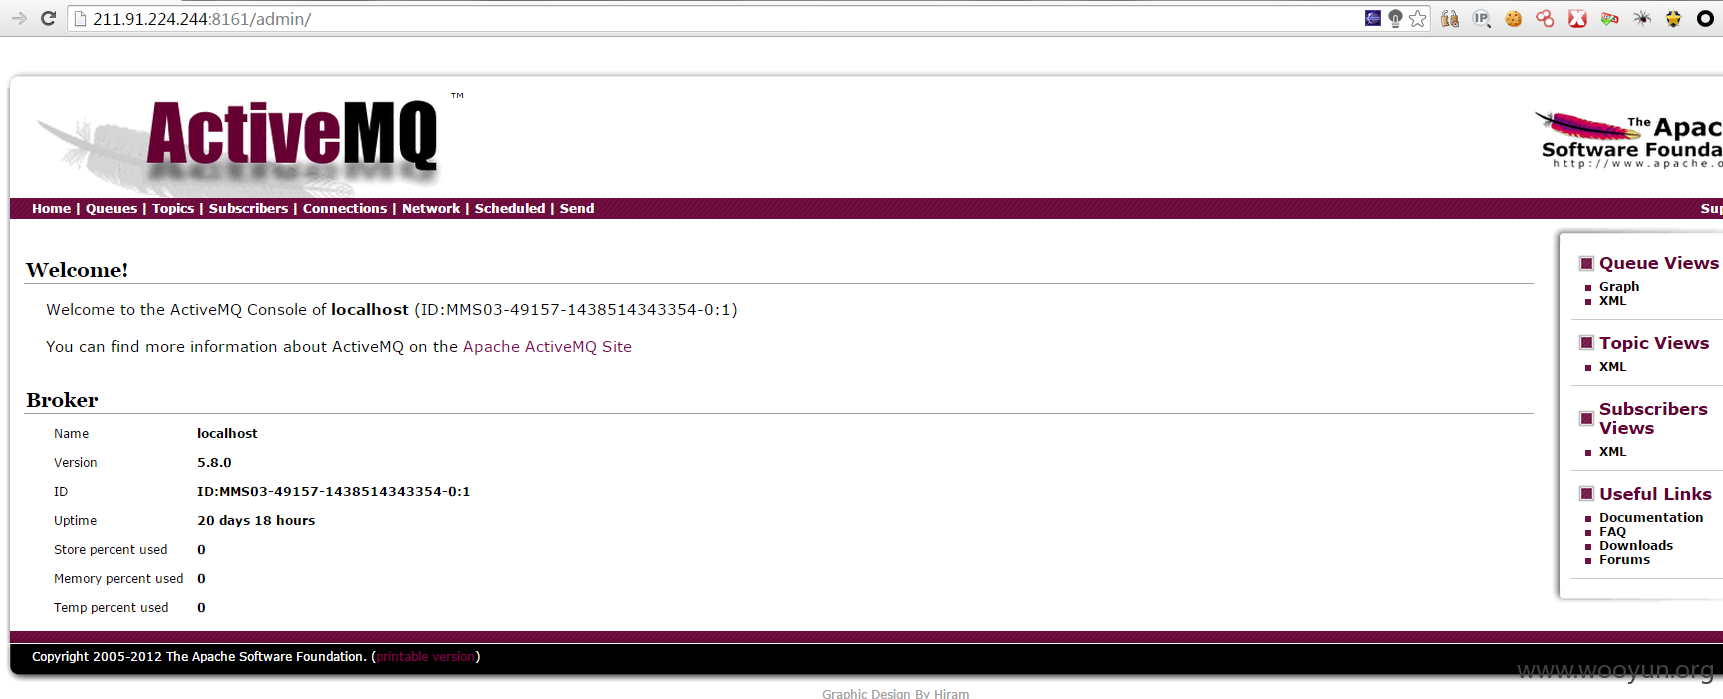 211.91.224.244:8161/admin/
ActiveMQ ™
The Apac
Software Founda
http://www.apache.o
Home | Queues | Topics | Subscribers | Connections | Network | Scheduled | Send
Sup
Welcome!
Welcome to the ActiveMQ Console of localhost (ID:MMS03-49157-1438514343354-0:1)
You can find more information about ActiveMQ on the Apache ActiveMQ Site
Broker
Name localhost
Version 5.8.0
ID ID:MMS03-49157-1438514343354-0:1
Uptime 20 days 18 hours
Store percent used 0
Memory percent used 0
Temp percent used 0
Queue Views
Graph
XML
Topic Views
XML
Subscribers
Views
XML
Useful Links
Documentation
FAQ
Downloads
Forums
Copyright 2005-2012 The Apache Software Foundation. (printable version)
www.wooyun.org
Graphic Design By Hiram